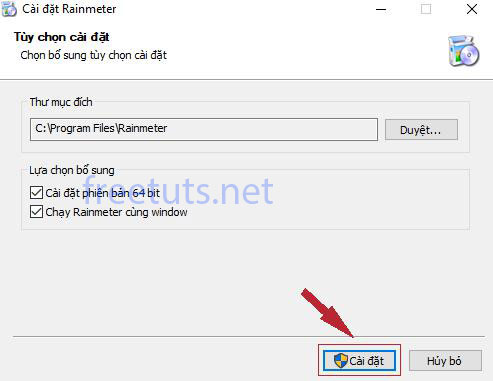 Cài đặt Rainmeter
Tùy chọn cài đặt
Chọn bổ sung tùy chọn cài đặt
Thư mục đích
C:\Program Files\Rainmeter
Duyệt...
Lựa chọn bổ sung
Cài đặt phiên bản 64 bit
freetuts.net
Chạy Rainmeter cùng window
Cài đặt
Hủy bỏ